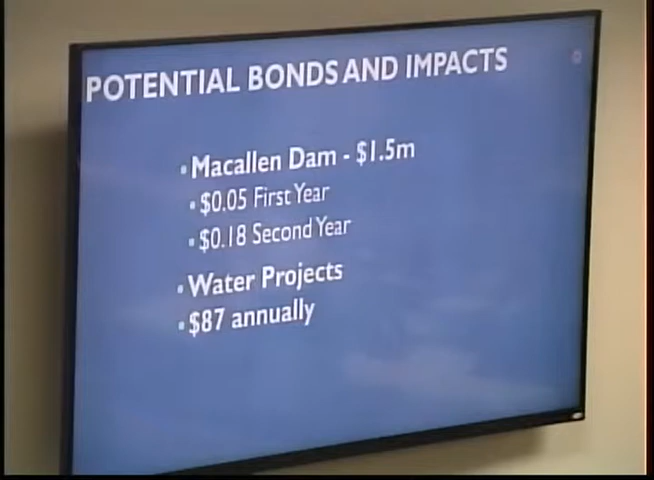 POTENTIAL BONDS AND IMPACTS
Macallen Dam - $1.5m
$0.05 First Year
$0.18 Second Year
Water Projects
$87 annually